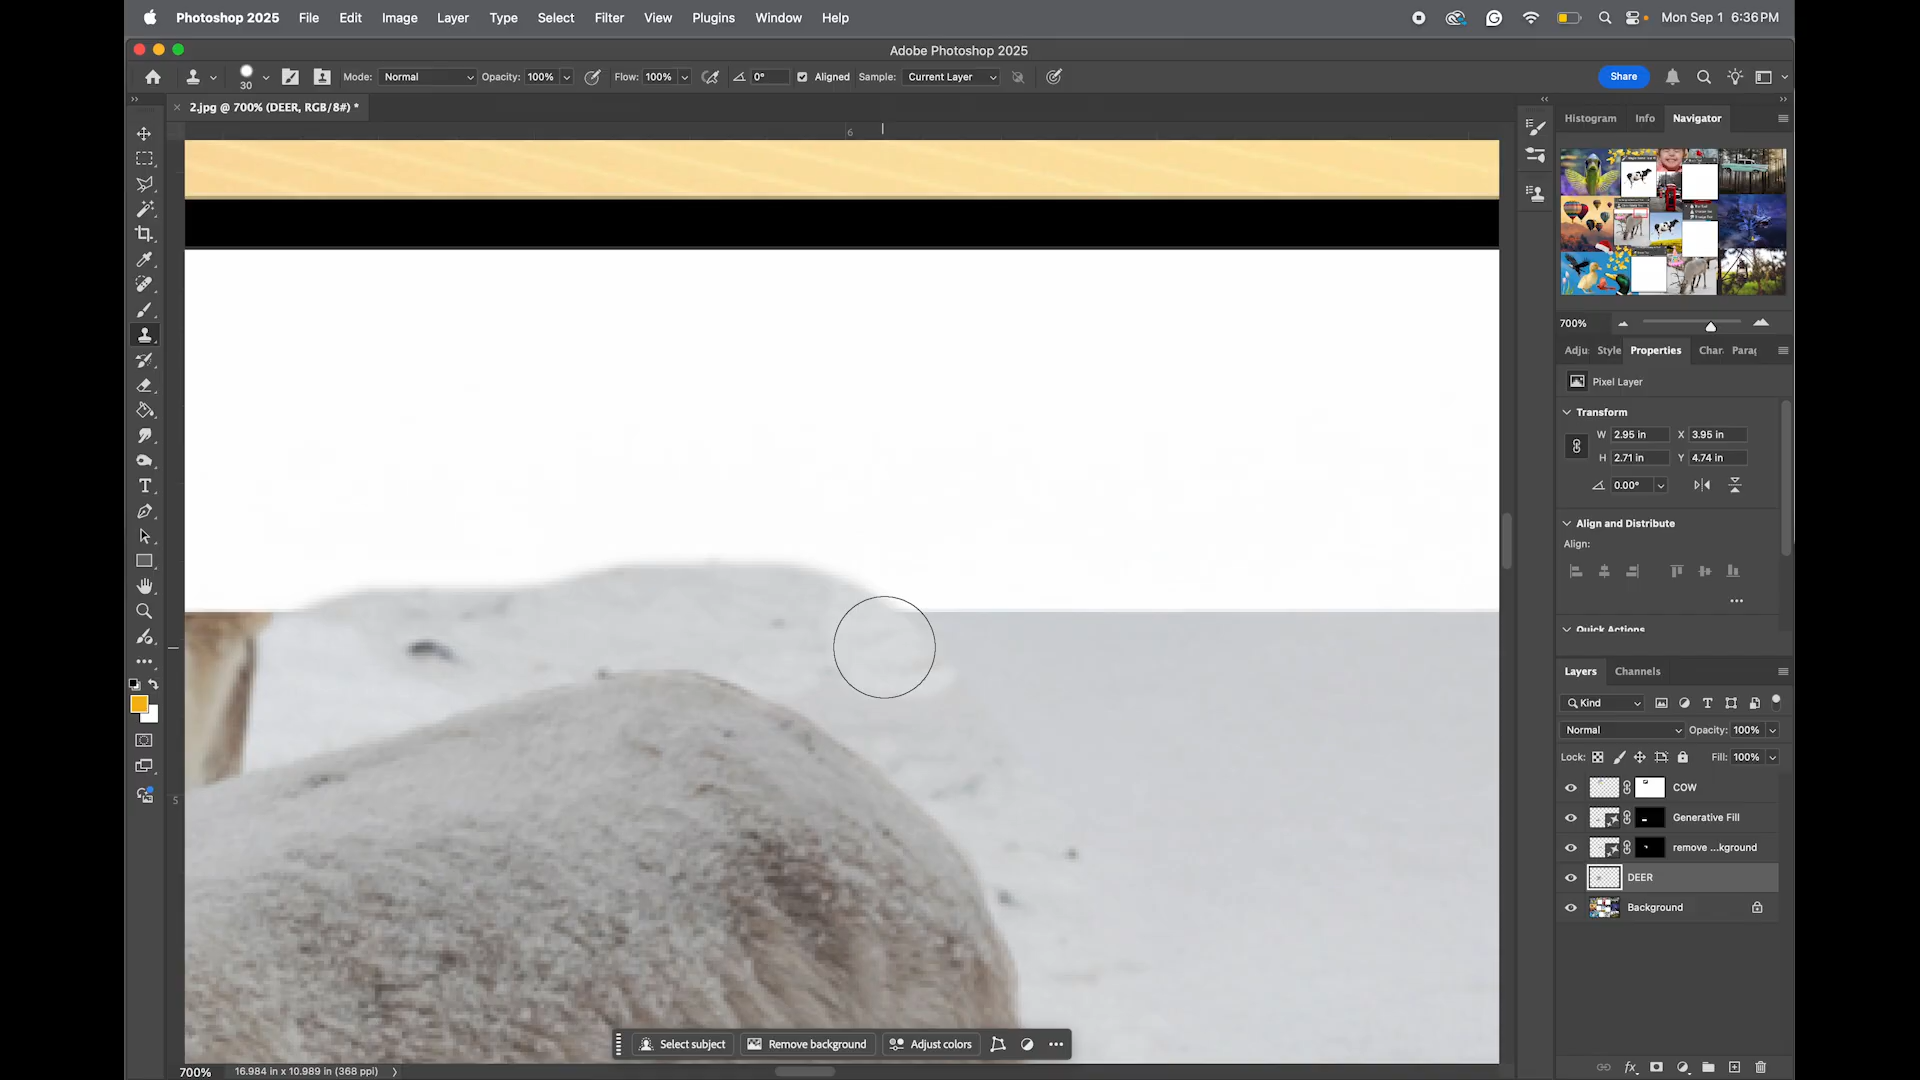 Photoshop 2025 File Edit Image Layer Type Select Filter View Plugins Window Help Mon Sep 1 6:36 PM
Adobe Photoshop 2025
30 Mode: Normal Opacity: 100% Flow: 100% 0° Aligned Sample: Current Layer Share
2.jpg @ 700% (DEER, RGB/8#) *
6
5
Histogram Info Navigator
700%
Adju: Style Properties Char. Parag
Pixel Layer
Transform
W 2.95 in X 3.95 in
H 2.71 in Y 4.74 in
0.00°
Align and Distribute
Align:
Quick Actions
Layers Channels
Kind
Normal Opacity: 100%
Lock: Fill: 100%
COW
Generative Fill
remove ...kground
DEER
Background
Select subject Remove background Adjust colors
700% 16.984 in x 10.989 in (368 ppi)